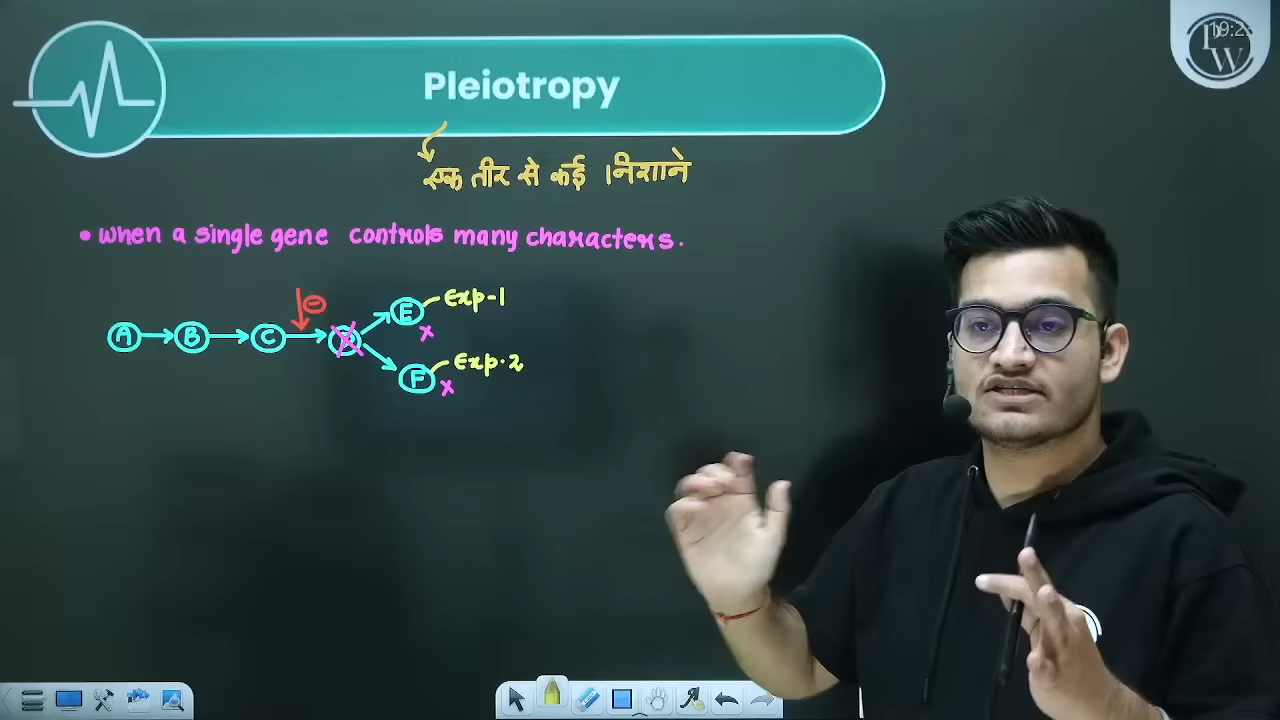 Pleiotropy
एक तीर से कई निशाने
• when a single gene controls many characters.
A → B → C → → E Exp-1
F Exp.2